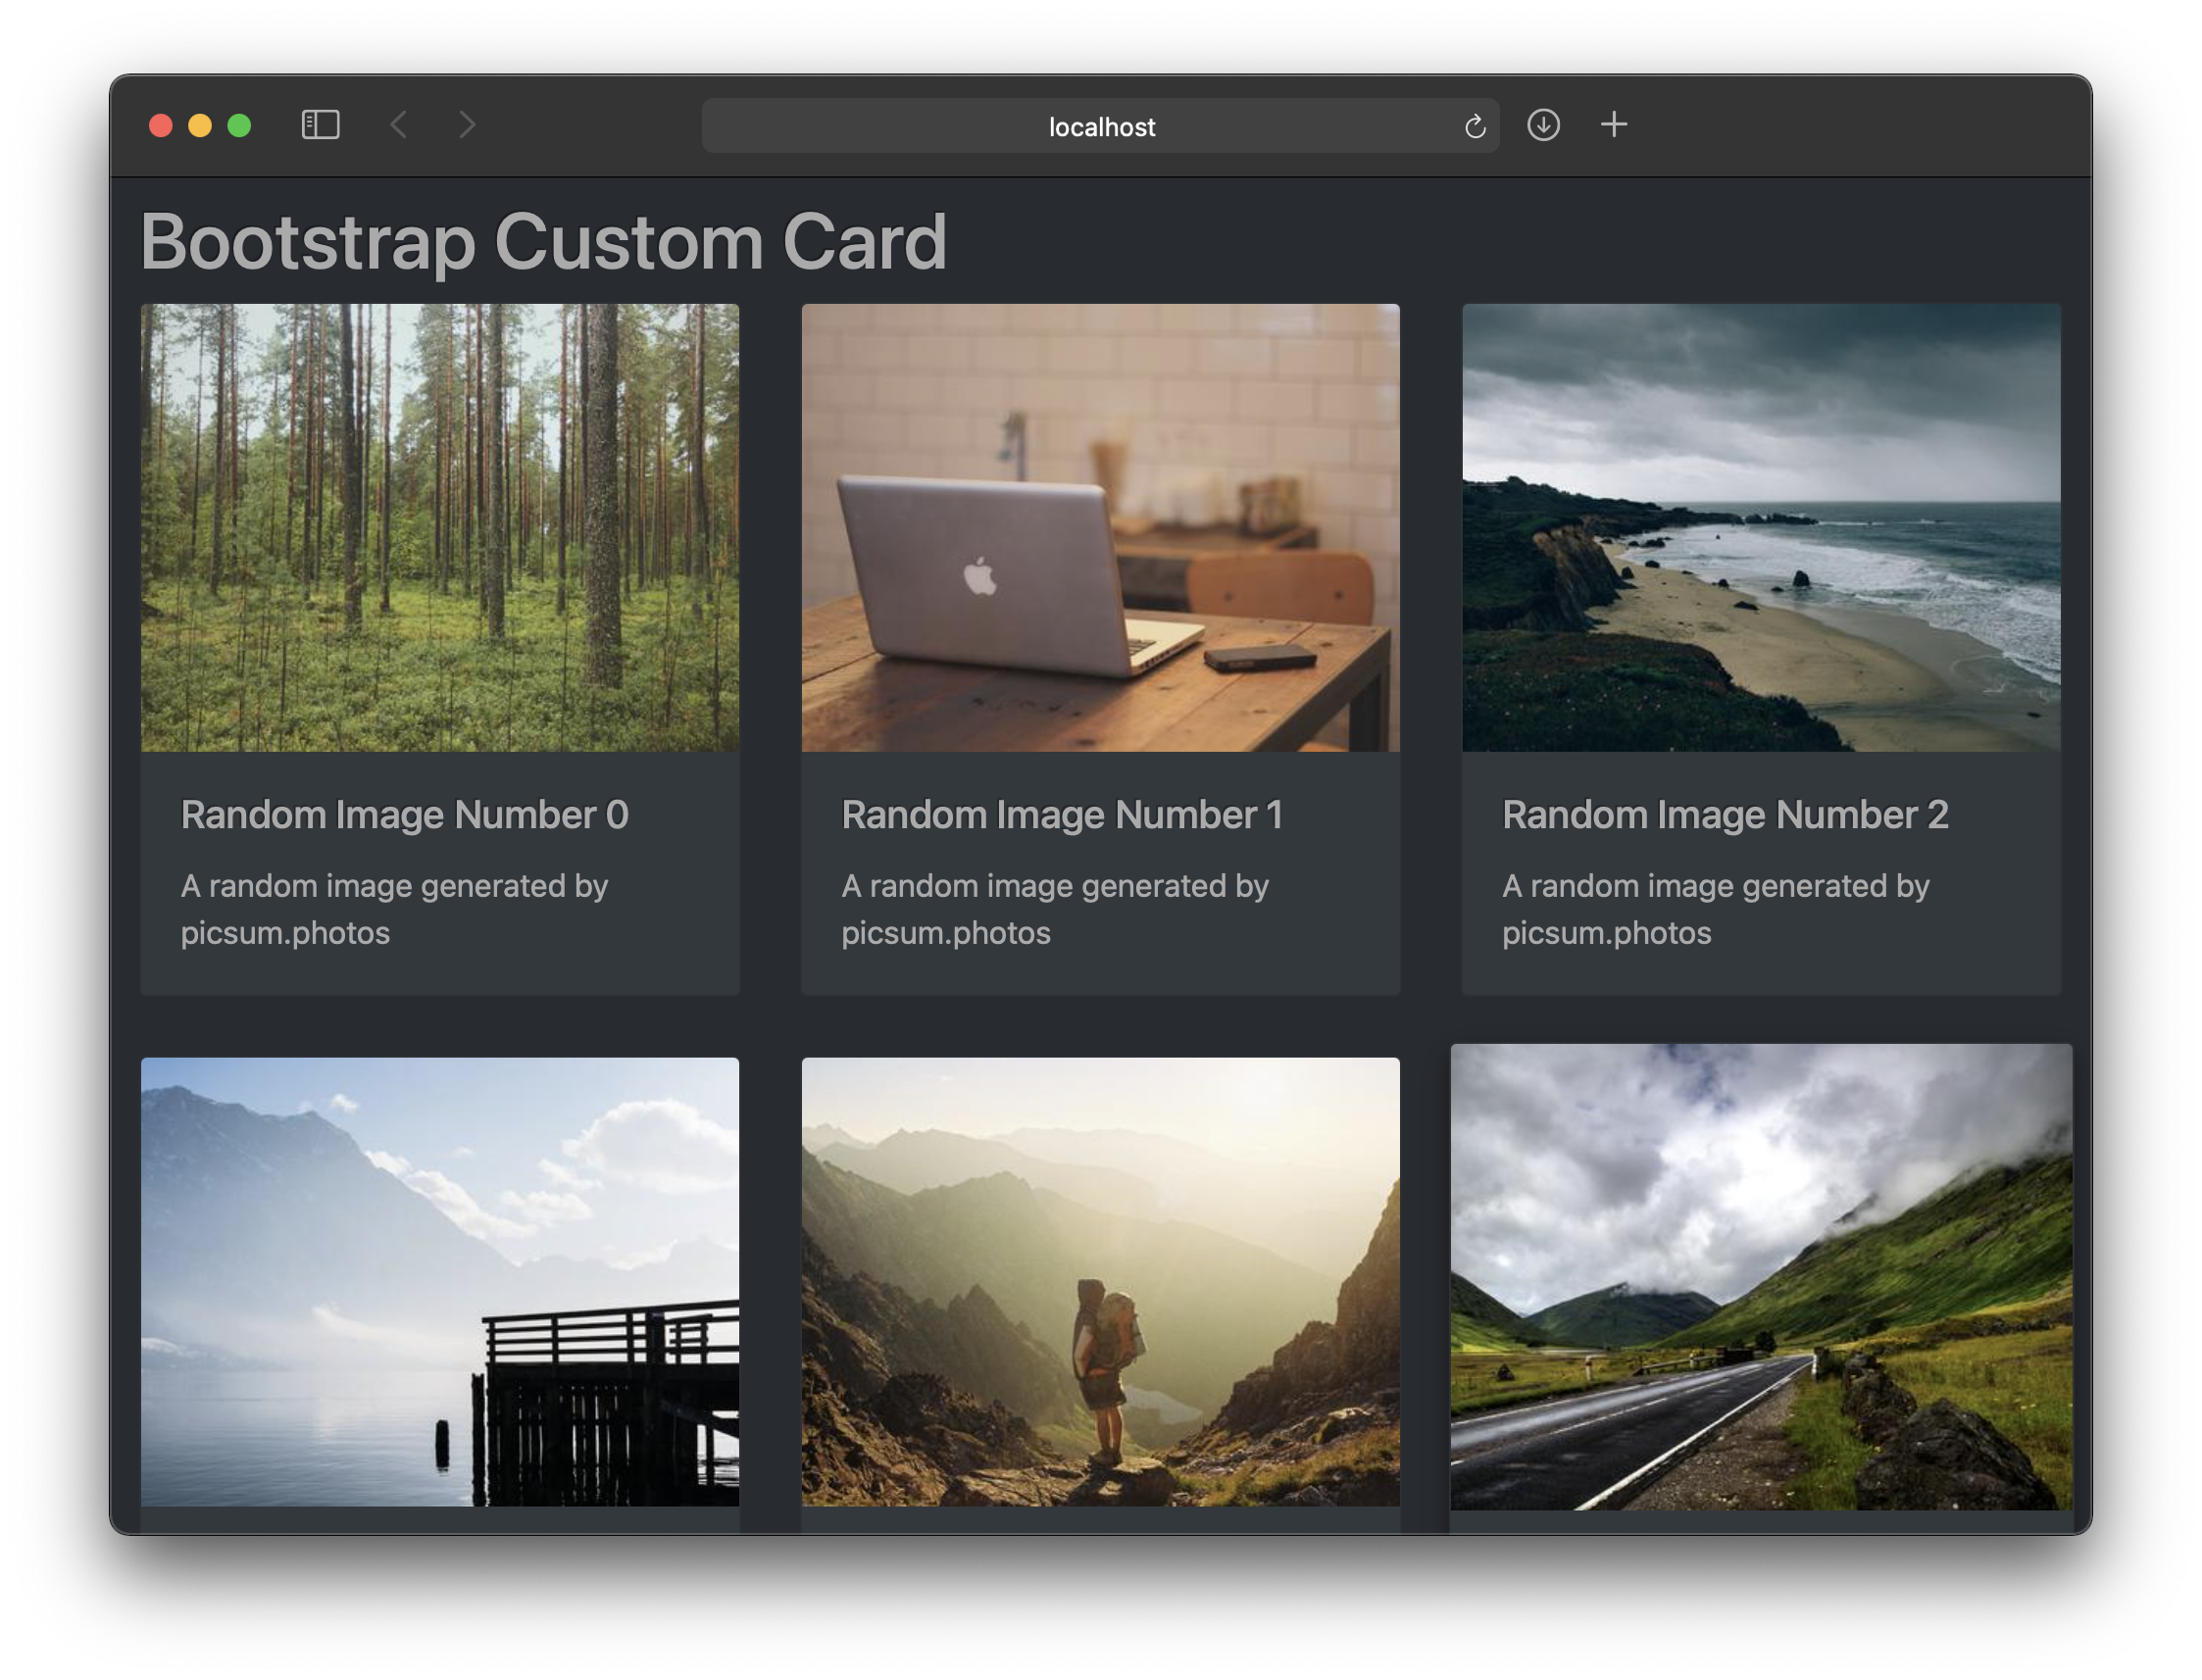 localhost
Bootstrap Custom Card
Random Image Number 0
A random image generated by
picsum.photos
Random Image Number 1
A random image generated by
picsum.photos
Random Image Number 2
A random image generated by
picsum.photos